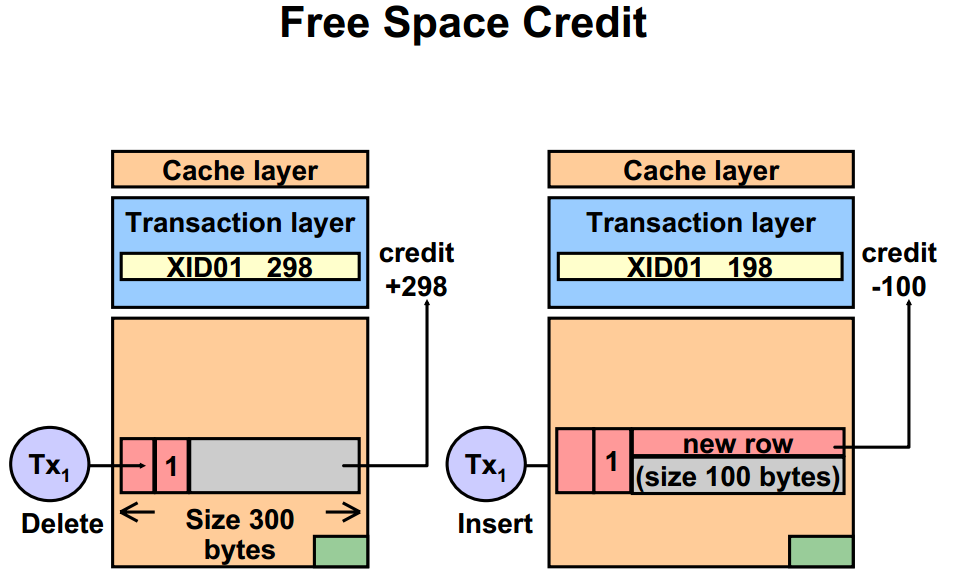 Free Space Credit
Cache layer
Transaction layer
XID01 298
credit
+298
Tx1
1
Delete
Size 300
bytes
Cache layer
Transaction layer
XID01 198
credit
-100
Tx1
1
new row
(size 100 bytes)
Insert